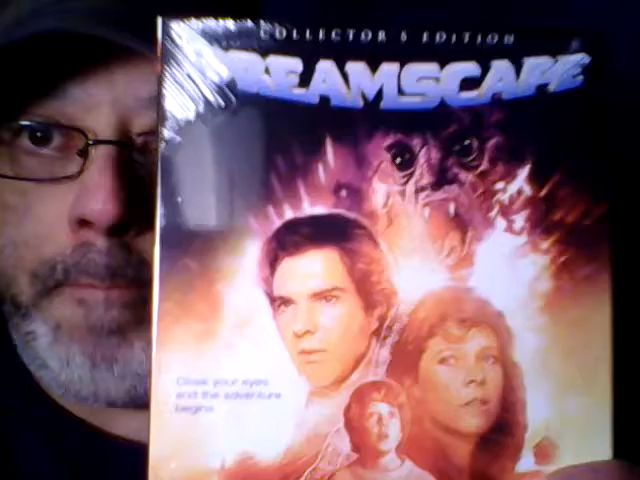 COLLECTOR'S EDITION
DREAMSCAPE
Close your eyes
and the adventure
begins